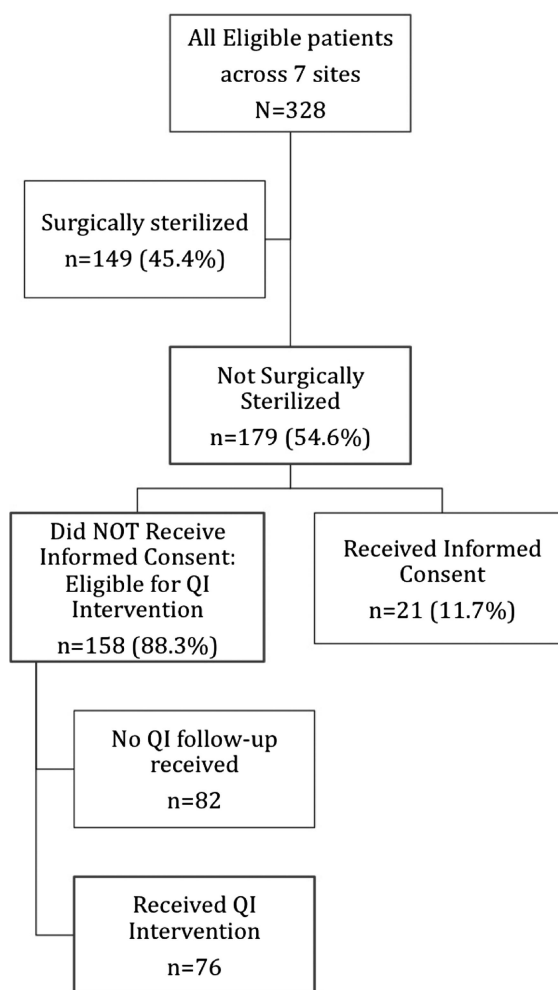 All Eligible patients
across 7 sites
N=328
Surgically sterilized
n=149 (45.4%)
Not Surgically
Sterilized
n=179 (54.6%)
Did NOT Receive
Informed Consent:
Eligible for QI
Intervention
n=158 (88.3%)
Received Informed
Consent
n=21 (11.7%)
No QI follow-up
received
n=82
Received QI
Intervention
n=76